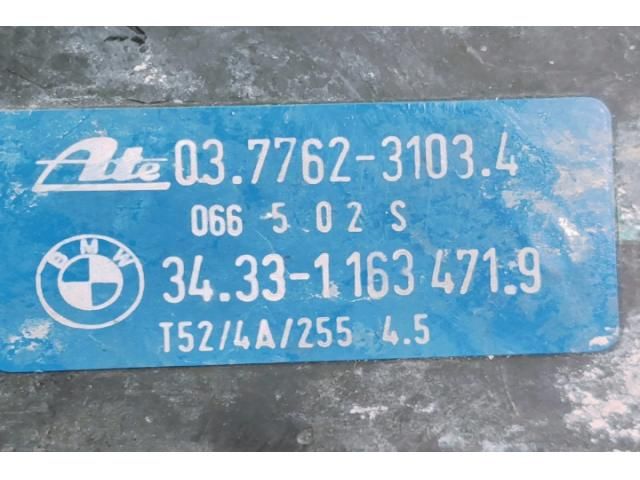 Ate 03.7762-3103.4
066 5 02 S
BMW 34.33-1 163 471.9
T52/4A/255 4.5